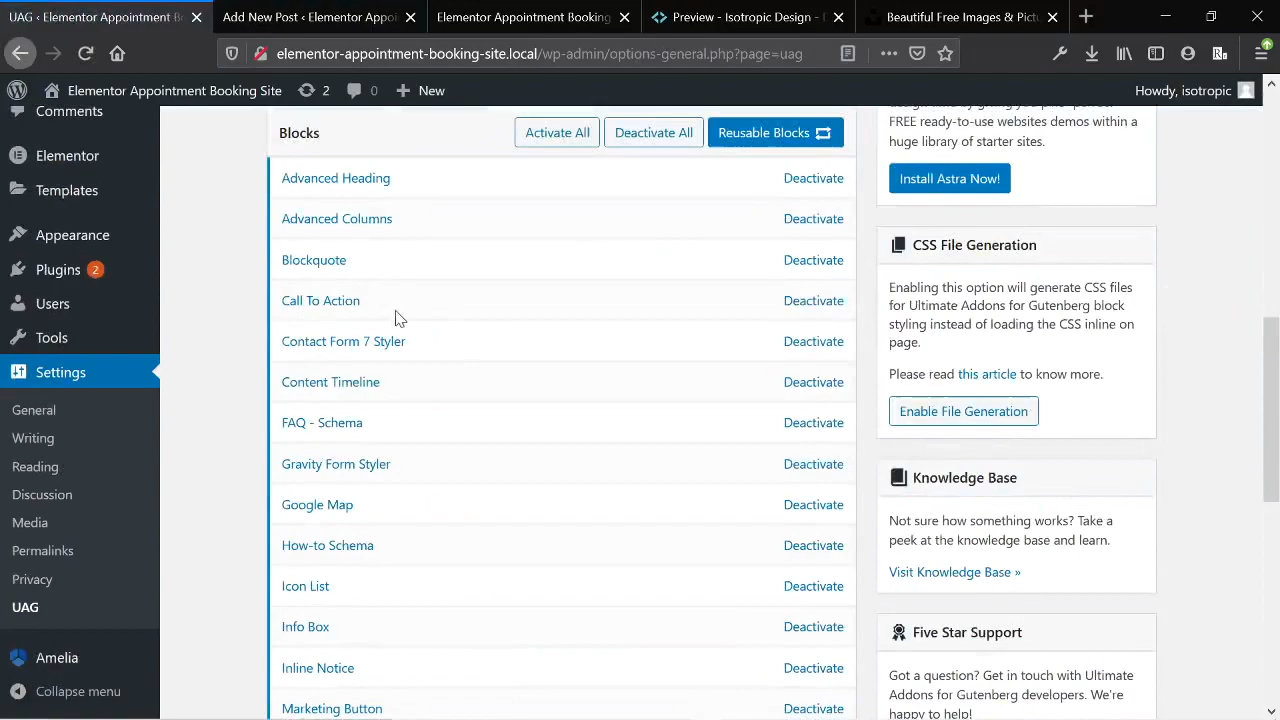 UAG ‹ Elementor Appointment B
Add New Post ‹ Elementor Appoi
Elementor Appointment Booking
Preview - Isotropic Design - D
Beautiful Free Images & Pictu
elementor-appointment-booking-site.local/wp-admin/options-general.php?page=uag
Elementor Appointment Booking Site
2
0
New
Howdy, isotropic
Comments
Elementor
Templates
Appearance
Plugins 2
Users
Tools
Settings
General
Writing
Reading
Discussion
Media
Permalinks
Privacy
UAG
Amelia
Collapse menu
Blocks
Activate All
Deactivate All
Reusable Blocks
Advanced Heading Deactivate
Advanced Columns Deactivate
Blockquote Deactivate
Call To Action Deactivate
Contact Form 7 Styler Deactivate
Content Timeline Deactivate
FAQ - Schema Deactivate
Gravity Form Styler Deactivate
Google Map Deactivate
How-to Schema Deactivate
Icon List Deactivate
Info Box Deactivate
Inline Notice Deactivate
Marketing Button Deactivate
FREE ready-to-use websites demos within a
huge library of starter sites.
Install Astra Now!
CSS File Generation
Enabling this option will generate CSS files
for Ultimate Addons for Gutenberg block
styling instead of loading the CSS inline on
page.
Please read this article to know more.
Enable File Generation
Knowledge Base
Not sure how something works? Take a
peek at the knowledge base and learn.
Visit Knowledge Base »
Five Star Support
Got a question? Get in touch with Ultimate
Addons for Gutenberg developers. We're
happy to help!